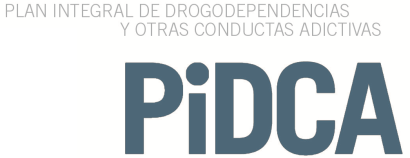 PLAN INTEGRAL DE DROGODEPENDENCIAS
Y OTRAS CONDUCTAS ADICTIVAS
PiDCA